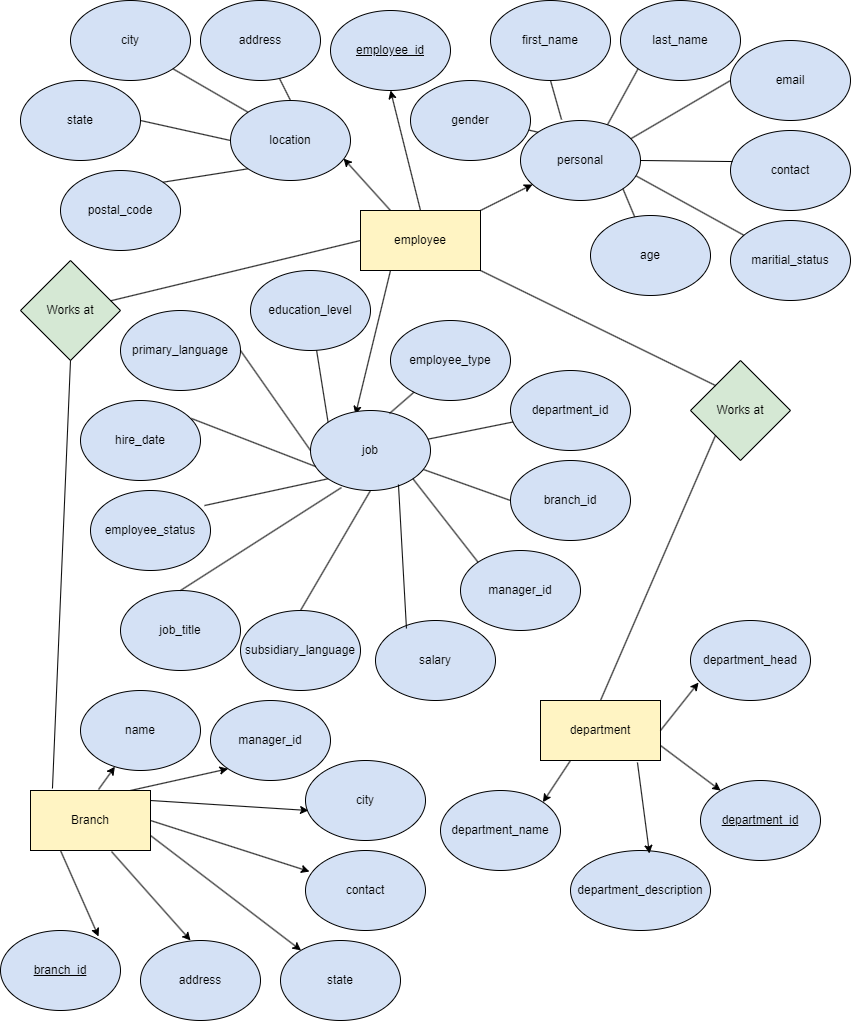 city
address
employee_id
first_name
last_name
email
state
location
gender
personal
contact
postal_code
employee
age
maritial_status
Works at
education_level
primary_language
employee_type
department_id
Works at
hire_date
job
branch_id
employee_status
manager_id
job_title
subsidiary_language
salary
department_head
name
manager_id
department
city
Branch
department_name
department_id
contact
department_description
branch_id
address
state